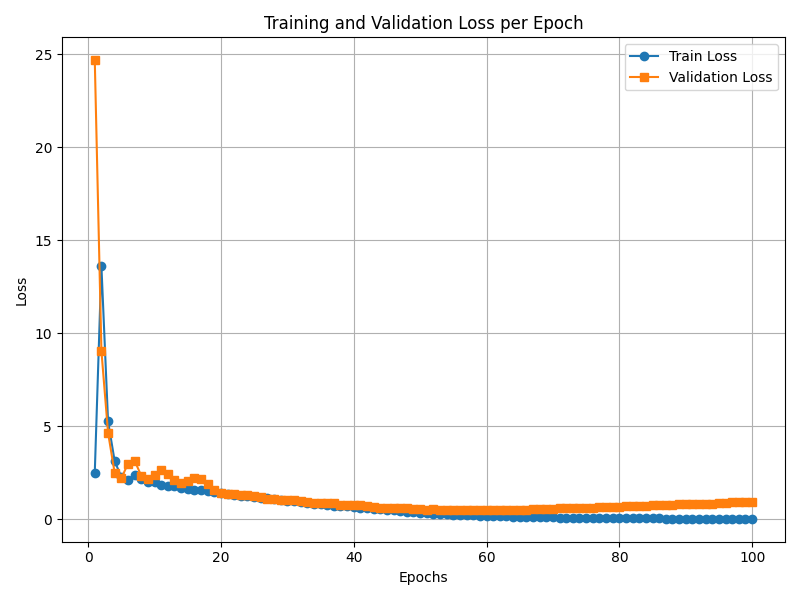 Training and Validation Loss per Epoch
Train Loss
Validation Loss
25
20
15
10
5
0
Loss
0 20 40 60 80 100
Epochs